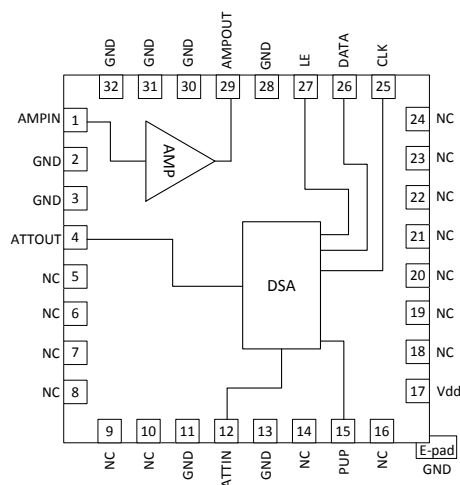 GND GND GND AMPOUT GND LE DATA CLK
32 31 30 29 28 27 26 25
AMPIN 1 24 NC
GND 2 23 NC
GND 3 22 NC
ATTOUT 4 21 NC
NC 5 20 NC
NC 6 19 NC
NC 7 18 NC
NC 8 17 Vdd
AMP
DSA
9 10 11 12 13 14 15 16
NC NC GND ATTIN GND NC PUP NC
E-pad
GND